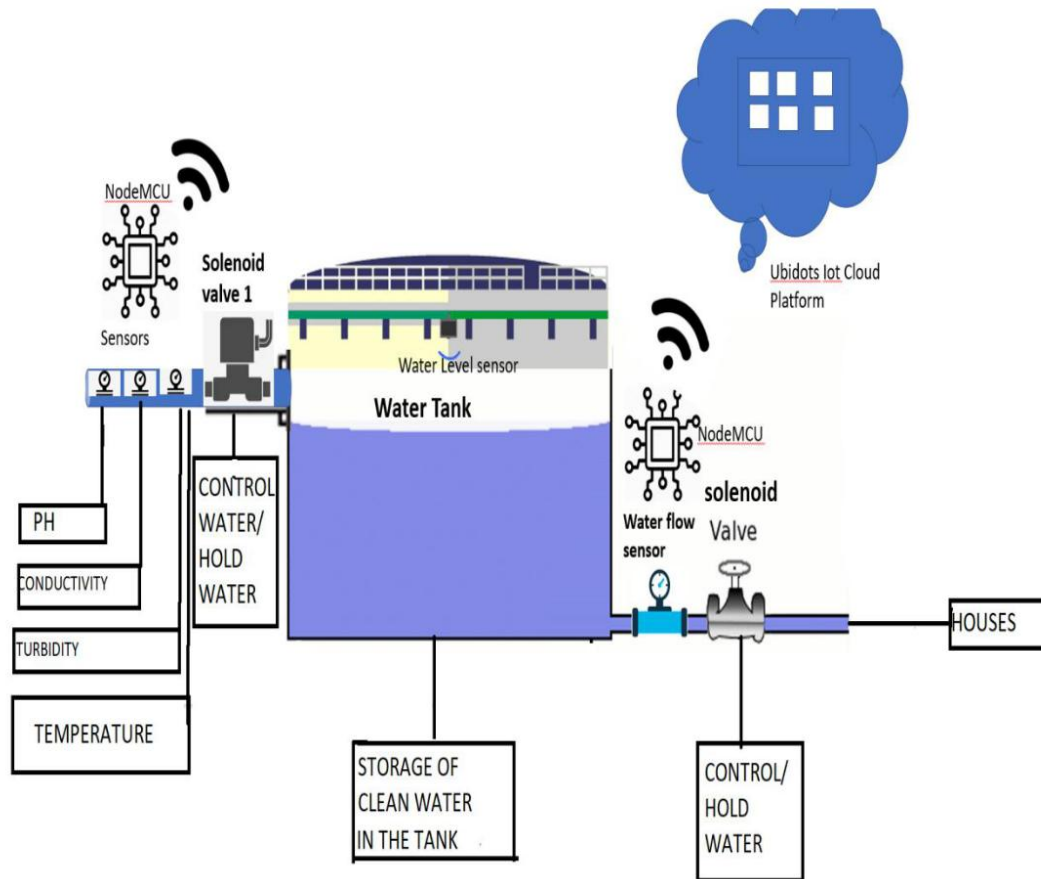 NodeMCU
Solenoid
valve 1
Sensors
Ubidots Iot Cloud
Platform
Water Level sensor
Water Tank
NodeMCU
solenoid
Valve
Water flow
sensor
PH
CONDUCTIVITY
TURBIDITY
TEMPERATURE
CONTROL
WATER/
HOLD
WATER
STORAGE OF
CLEAN WATER
IN THE TANK
CONTROL/
HOLD
WATER
HOUSES